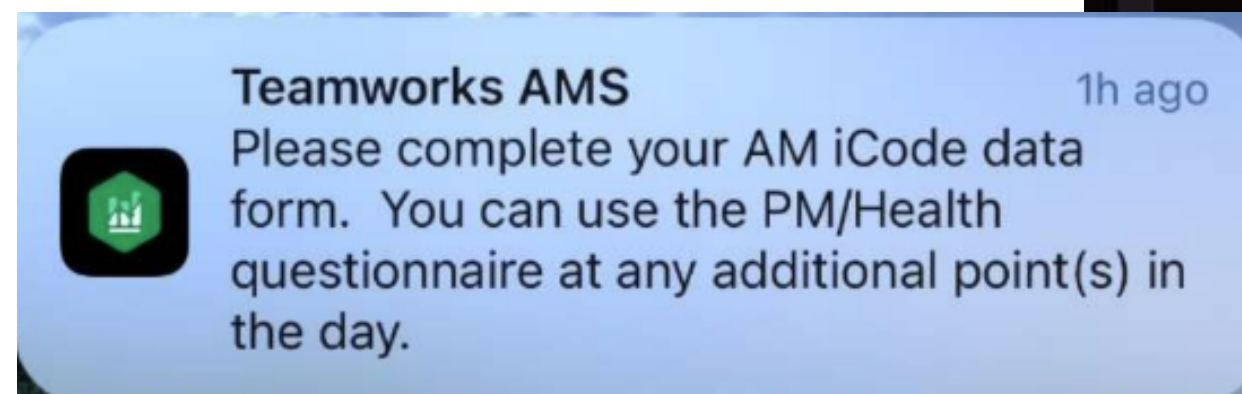 Teamworks AMS
1h ago
Please complete your AM iCode data
form.  You can use the PM/Health
questionnaire at any additional point(s) in
the day.